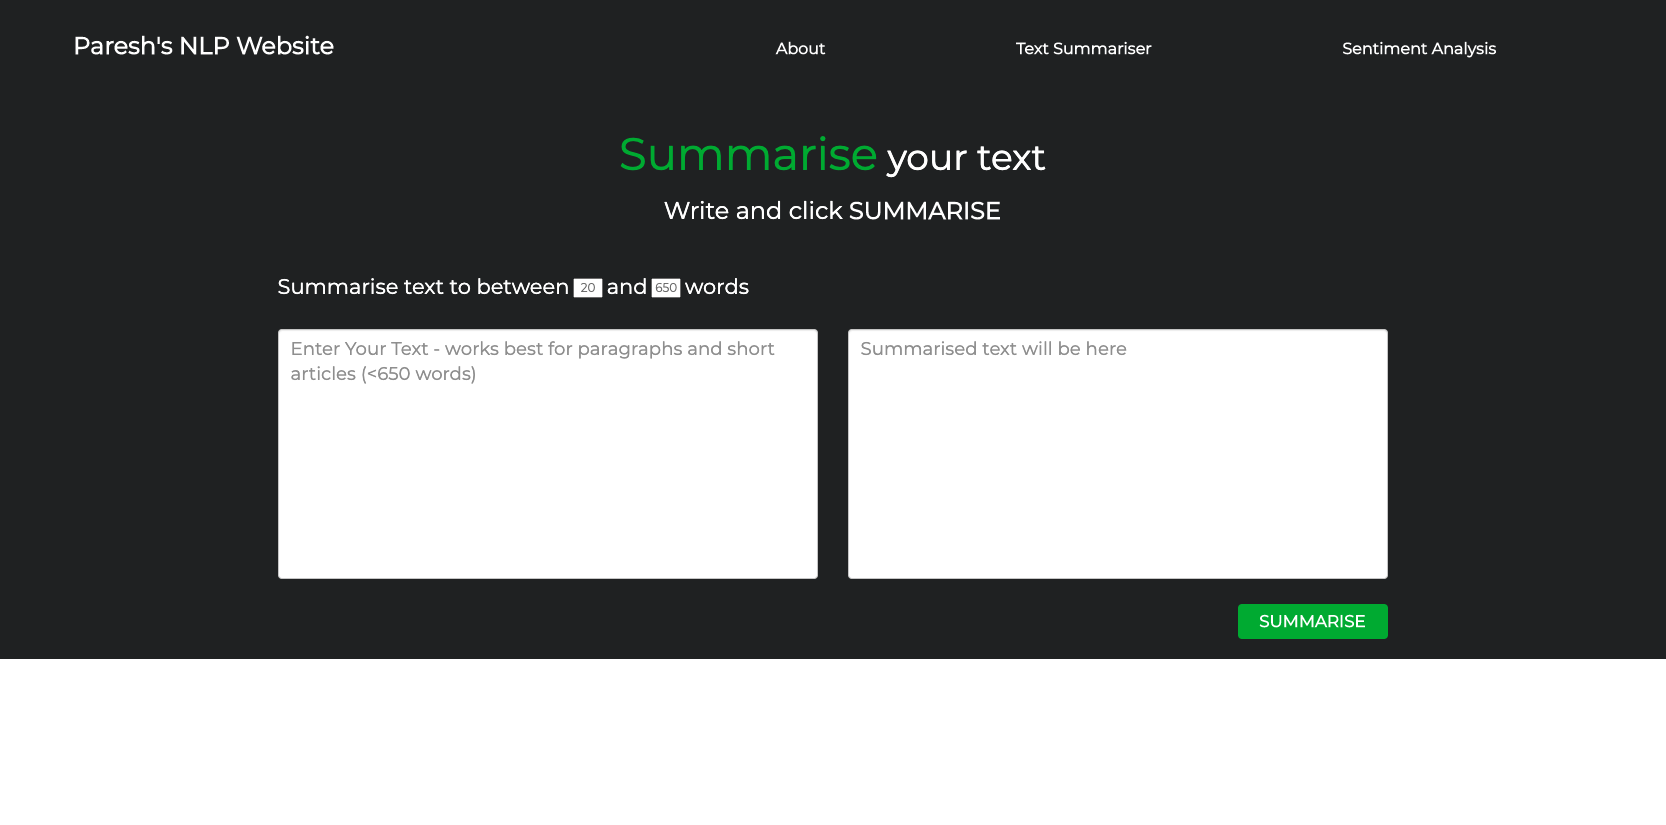 Paresh's NLP Website
About
Text Summariser
Sentiment Analysis
Summarise your text
Write and click SUMMARISE
Summarise text to between 20 and 650 words
Enter Your Text - works best for paragraphs and short
articles (<650 words)
Summarised text will be here
SUMMARISE